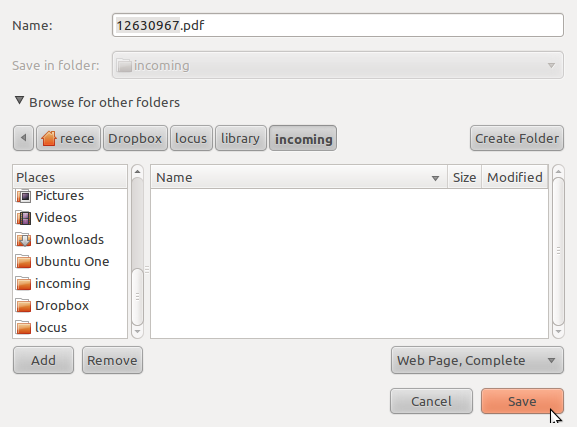 Name: 12630967.pdf
Save in folder: incoming
Browse for other folders
reece Dropbox locus library incoming Create Folder
Places Name Size Modified
Pictures
Videos
Downloads
Ubuntu One
incoming
Dropbox
locus
Add Remove Web Page, Complete
Cancel Save